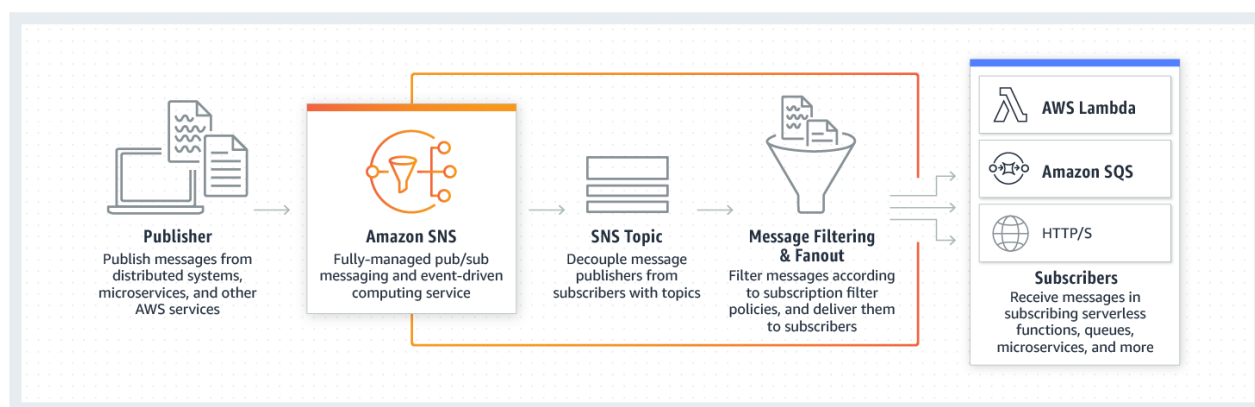 Publisher
Publish messages from
distributed systems,
microservices, and other
AWS services
Amazon SNS
Fully-managed pub/sub
messaging and event-driven
computing service
SNS Topic
Decouple message
publishers from
subscribers with topics
Message Filtering
& Fanout
Filter messages according
to subscription filter
policies, and deliver them
to subscribers
AWS Lambda
Amazon SQS
HTTP/S
Subscribers
Receive messages in
subscribing serverless
functions, queues,
microservices, and more